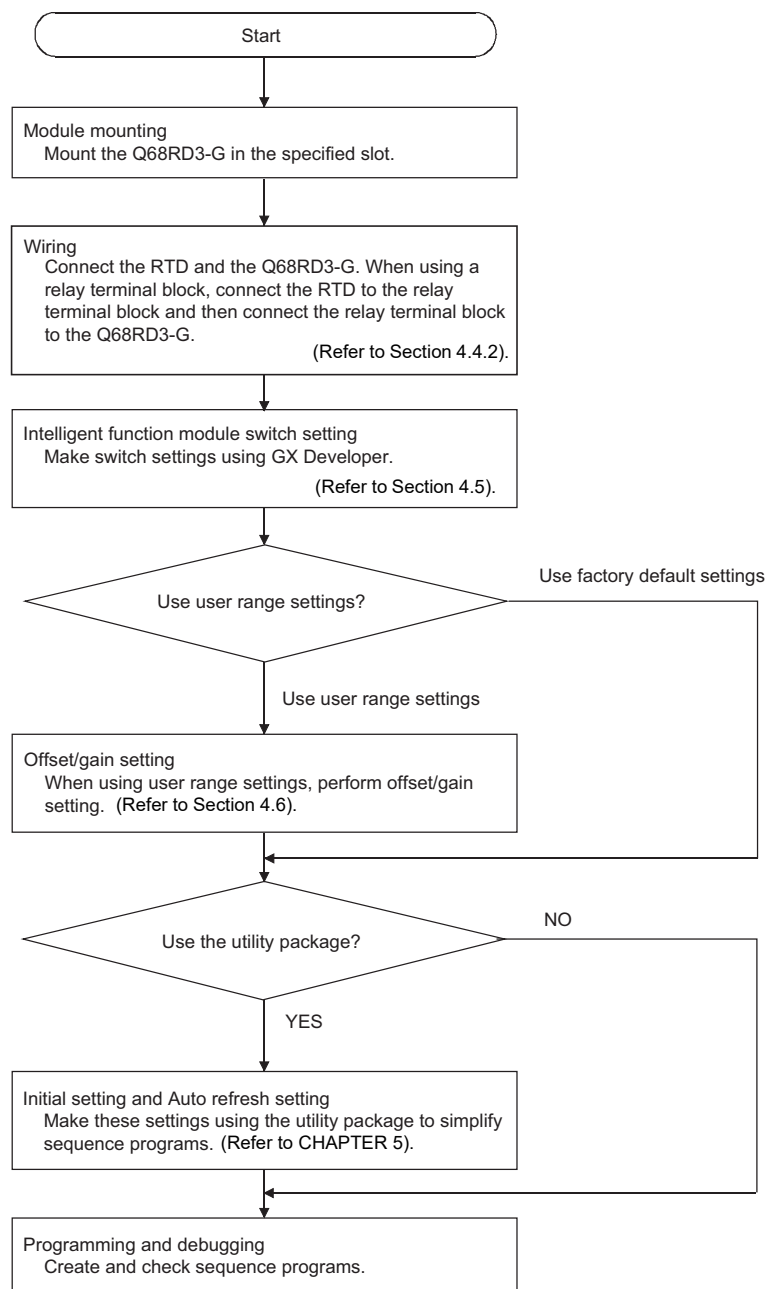 Start
Module mounting
Mount the Q68RD3-G in the specified slot.
Wiring
Connect the RTD and the Q68RD3-G. When using a
relay terminal block, connect the RTD to the relay
terminal block and then connect the relay terminal block
to the Q68RD3-G.
(Refer to Section 4.4.2).
Intelligent function module switch setting
Make switch settings using GX Developer.
(Refer to Section 4.5).
Use factory default settings
Use user range settings?
Use user range settings
Offset/gain setting
When using user range settings, perform offset/gain
setting. (Refer to Section 4.6).
NO
Use the utility package?
YES
Initial setting and Auto refresh setting
Make these settings using the utility package to simplify
sequence programs. (Refer to CHAPTER 5).
Programming and debugging
Create and check sequence programs.